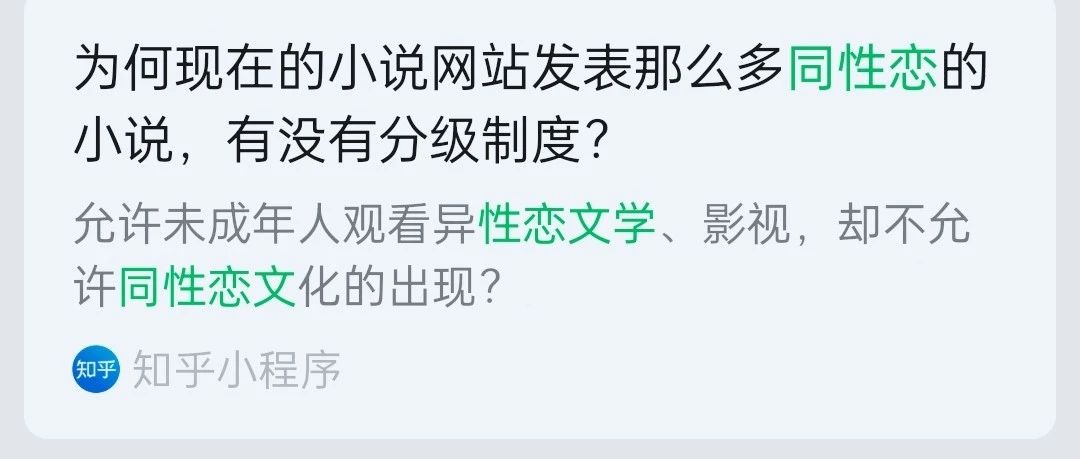 为何现在的小说网站发表那么多同性恋的
小说，有没有分级制度？
允许未成年人观看异性恋文学、影视，却不允
许同性恋文化的出现？
知乎 知乎小程序